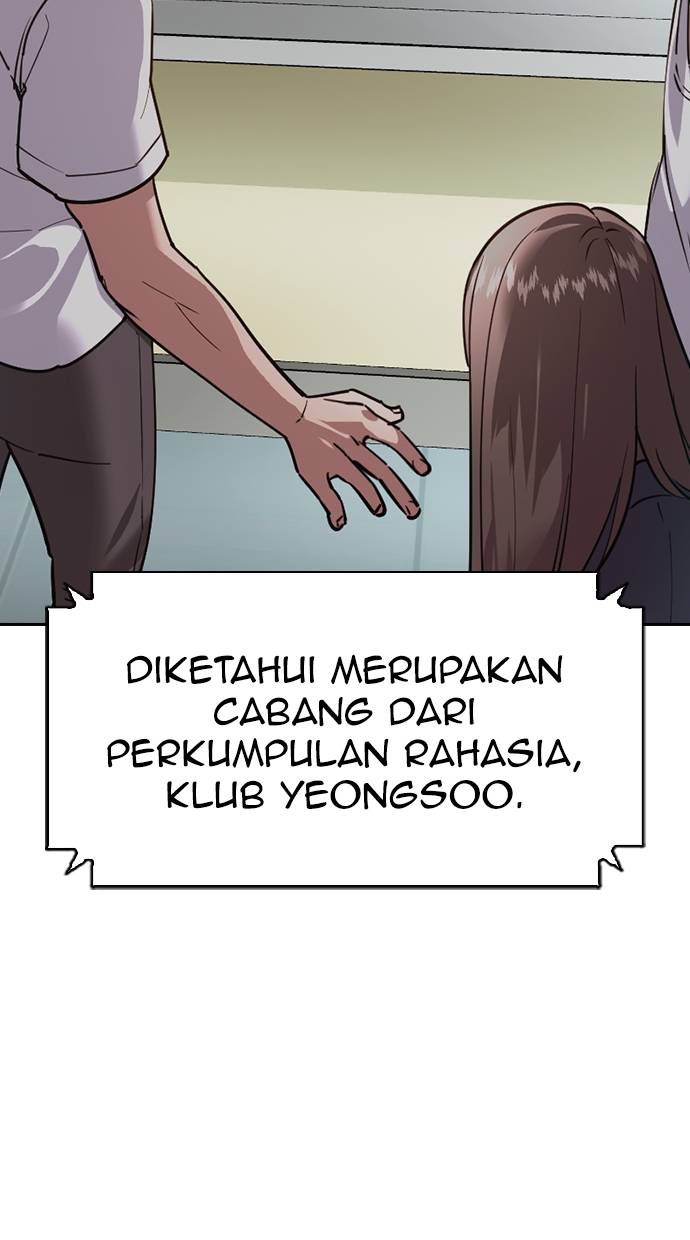 DIKETAHUI MERUPAKAN
CABANG DARI
PERKUMPULAN RAHASIA,
KLUB YEONGSOO.